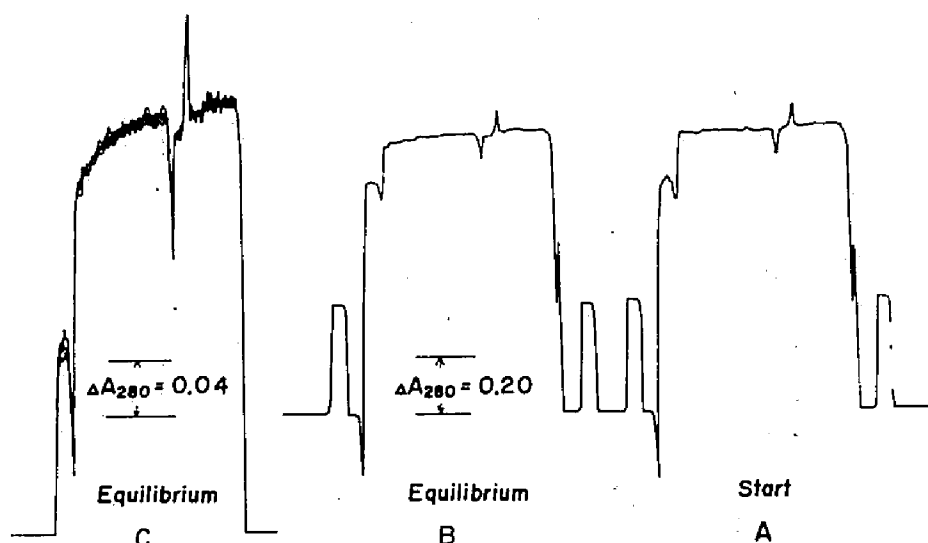 ΔA280 = 0.04
ΔA280 = 0.20
Equilibrium
Equilibrium
Start
C
B
A